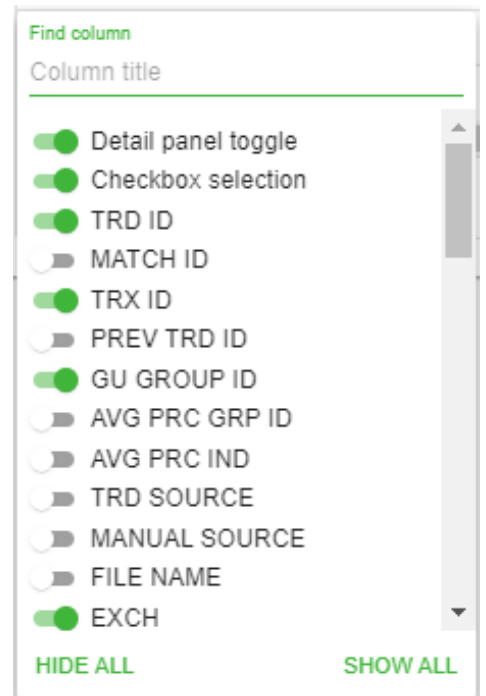 Find column
Column title
Detail panel toggle
Checkbox selection
TRD ID
MATCH ID
TRX ID
PREV TRD ID
GU GROUP ID
AVG PRC GRP ID
AVG PRC IND
TRD SOURCE
MANUAL SOURCE
FILE NAME
EXCH
HIDE ALL SHOW ALL